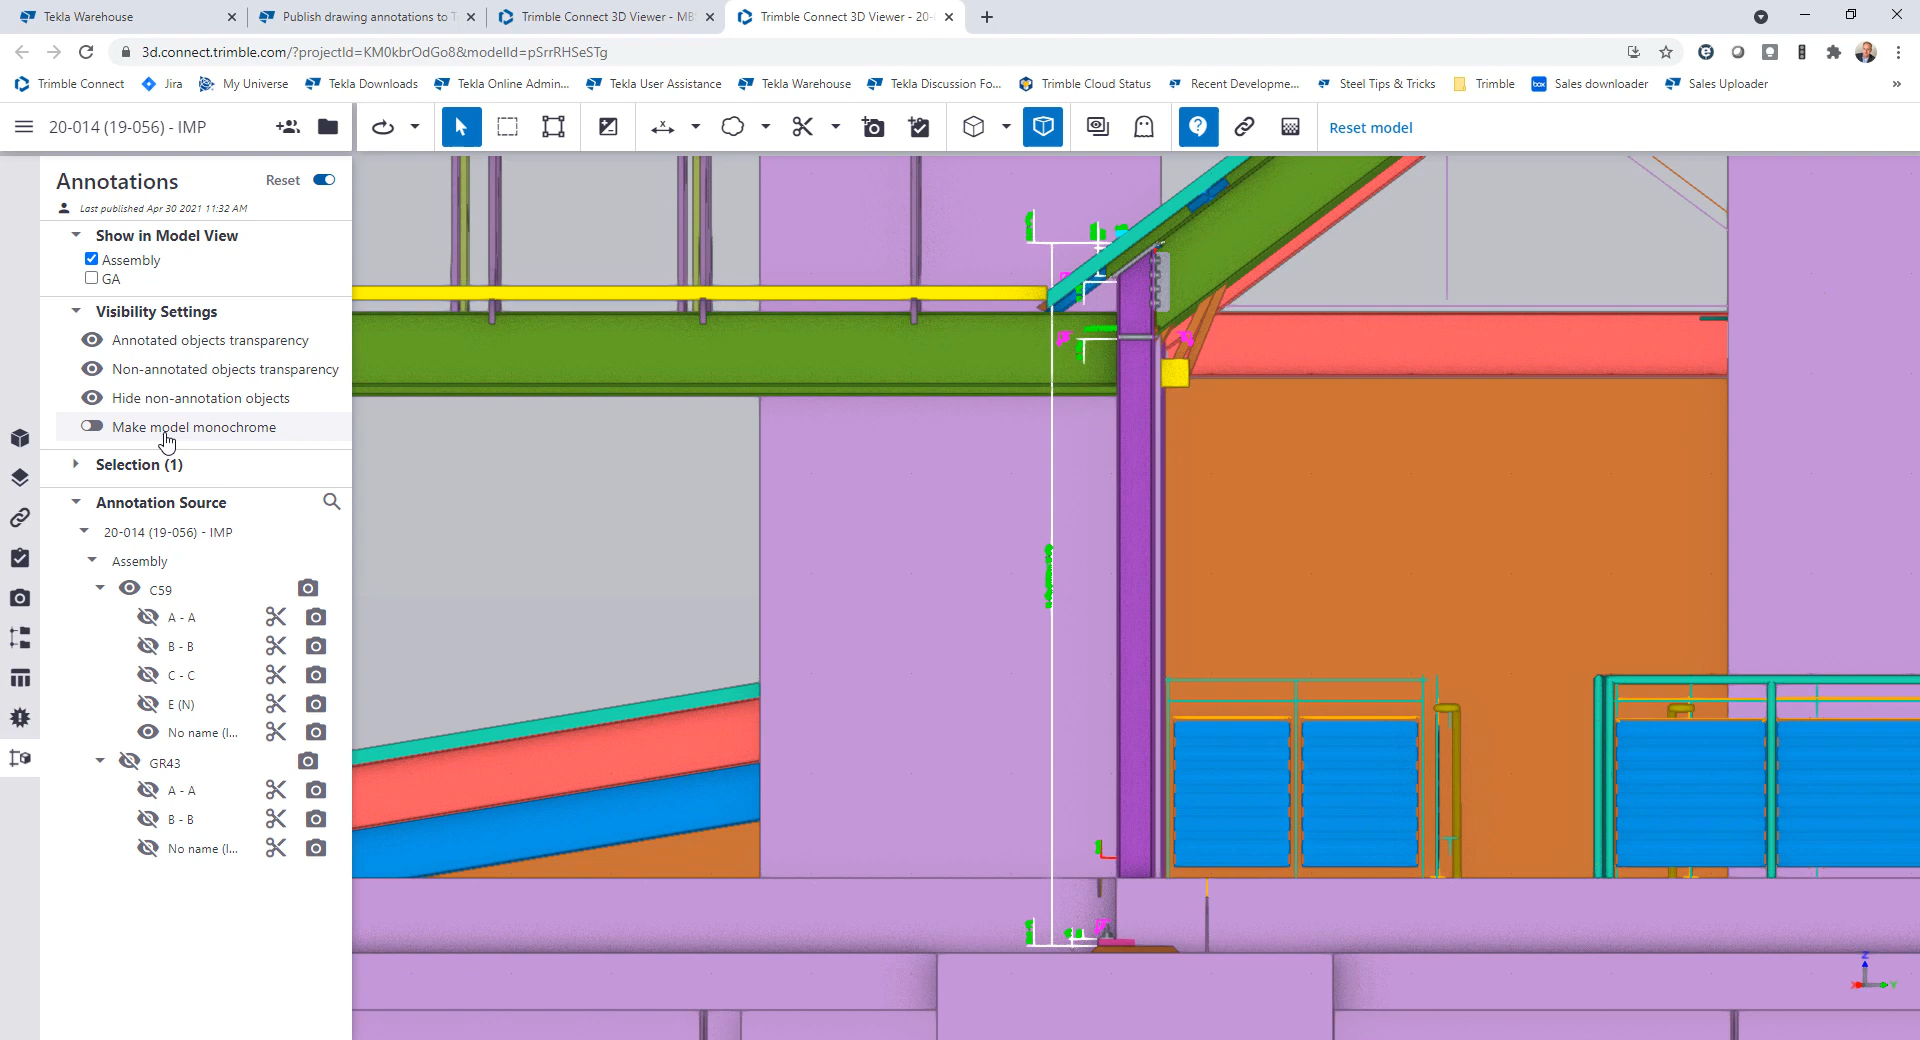 Tekla Warehouse
Publish drawing annotations to T
Trimble Connect 3D Viewer - MB
Trimble Connect 3D Viewer - 20-
3d.connect.trimble.com/?projectId=KM0kbrOdGo8&modelId=pSrrRHSeSTg
Trimble Connect
Jira
My Universe
Tekla Downloads
Tekla Online Admin...
Tekla User Assistance
Tekla Warehouse
Tekla Discussion Fo...
Trimble Cloud Status
Recent Developme...
Steel Tips & Tricks
Trimble
box
Sales downloader
Sales Uploader
20-014 (19-056) - IMP
Reset model
Annotations
Reset
Last published Apr 30 2021 11:32 AM
Show in Model View
Assembly
GA
Visibility Settings
Annotated objects transparency
Non-annotated objects transparency
Hide non-annotation objects
Make model monochrome
Selection (1)
Annotation Source
20-014 (19-056) - IMP
Assembly
C59
A - A
B - B
C - C
E (N)
No name (I...
GR43
A - A
B - B
No name (I...
Z
X
Y